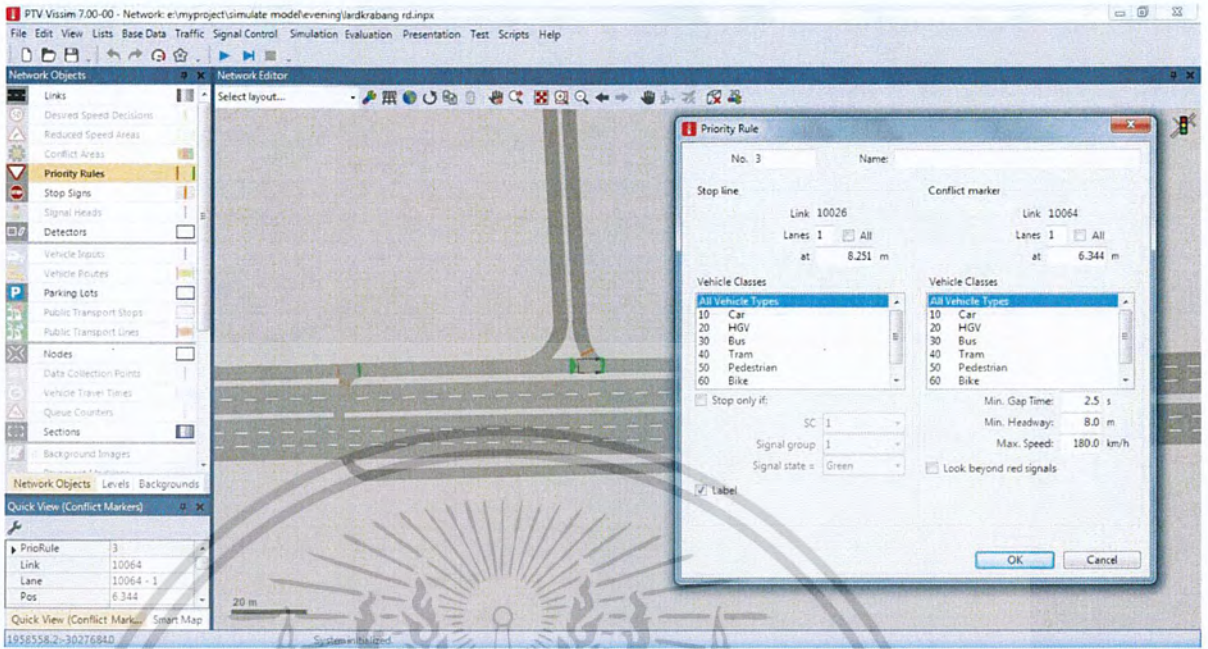 PTV Vissim 7.00-00 - Network: e:\myproject\simulate model\evening\lardkrabang rd.inpx
File Edit View Lists Base Data Traffic Signal Control Simulation Evaluation Presentation Test Scripts Help
Network Objects
Network Editor
Select layout...
Links
Desired Speed Decisions
Reduced Speed Areas
Conflict Areas
Priority Rules
Stop Signs
Signal Heads
Detectors
Vehicle Inputs
Vehicle Routes
Parking Lots
Public Transport Stops
Public Transport Lines
Nodes
Data Collection Points
Vehicle Travel Times
Queue Counters
Sections
Background Images
Network Objects Levels Backgrounds
Quick View (Conflict Markers)
PrioRule 3
Link 10064
Lane 10064 - 1
Pos 6.344
Quick View (Conflict Mark... Smart Map
20 m
1958558.2:-3027684.0 System initialized
Priority Rule
No. 3 Name:
Stop line Conflict marker
Link 10026 Link 10064
Lanes 1 All Lanes 1 All
at 8.251 m at 6.344 m
Vehicle Classes Vehicle Classes
All Vehicle Types All Vehicle Types
10 Car 10 Car
20 HGV 20 HGV
30 Bus 30 Bus
40 Tram 40 Tram
50 Pedestrian 50 Pedestrian
60 Bike 60 Bike
Stop only if: Min. Gap Time: 2.5 s
SC 1 Min. Headway: 8.0 m
Signal group 1 Max. Speed: 180.0 km/h
Signal state = Green Look beyond red signals
Label
OK Cancel